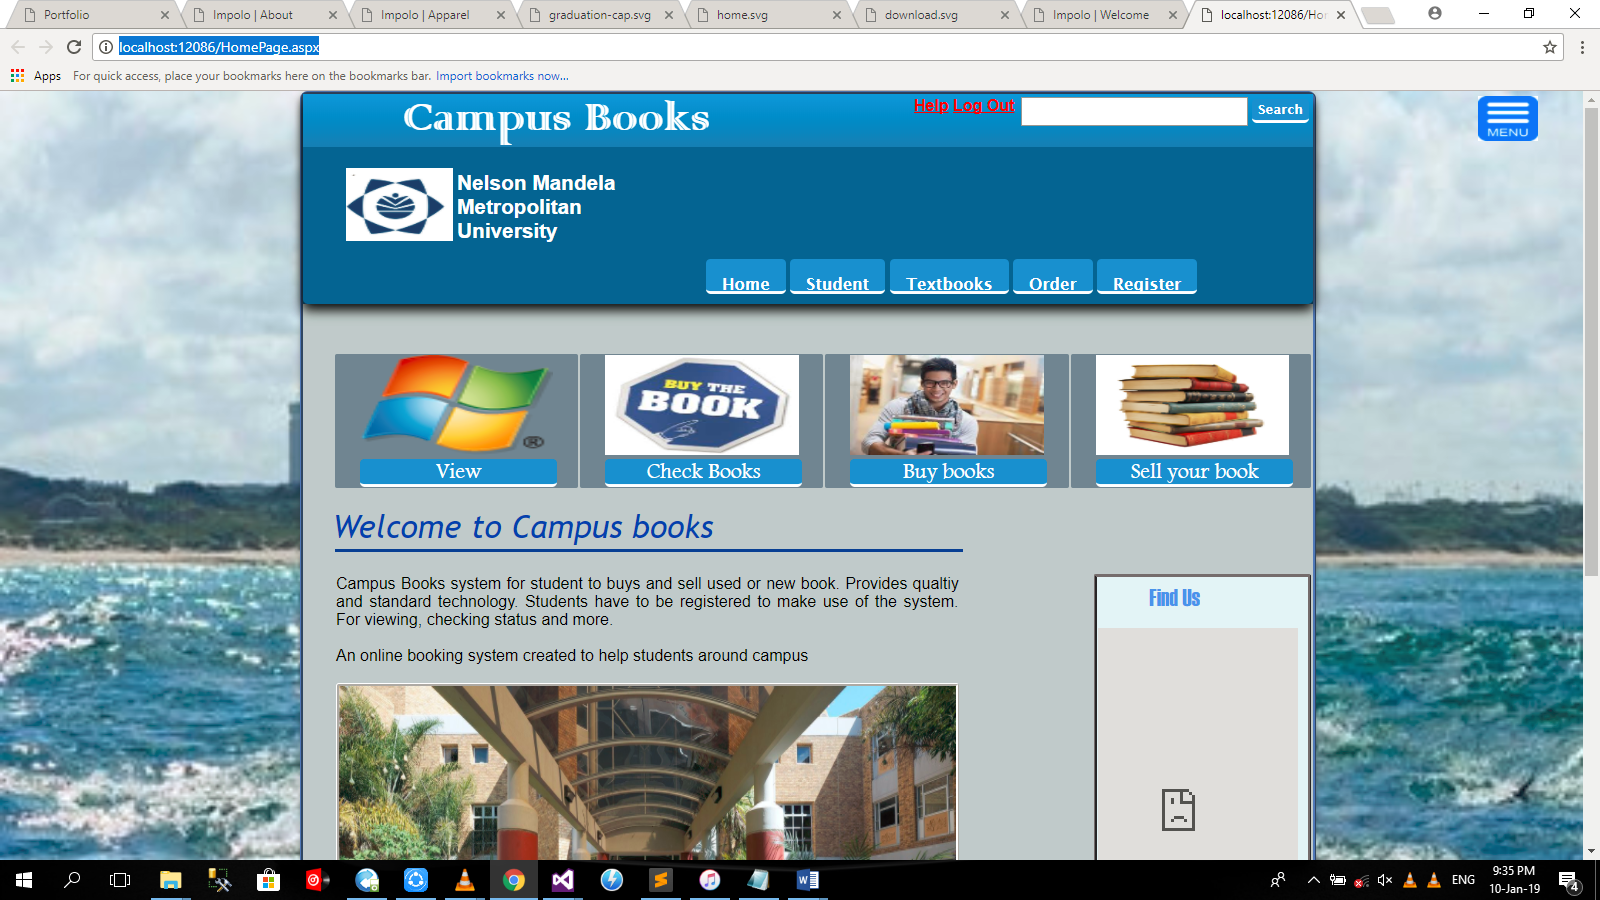 Portfolio
Impolo | About
Impolo | Apparel
graduation-cap.svg
home.svg
download.svg
Impolo | Welcome
localhost:12086/Hor
localhost:12086/HomePage.aspx
Apps For quick access, place your bookmarks here on the bookmarks bar. Import bookmarks now...
Campus Books
Help Log Out
Search
MENU
Nelson Mandela
Metropolitan
University
Home Student Textbooks Order Register
BUY THE
BOOK
View
Check Books
Buy books
Sell your book
Welcome to Campus books
Campus Books system for student to buys and sell used or new book. Provides qualtiy
and standard technology. Students have to be registered to make use of the system.
For viewing, checking status and more.
An online booking system created to help students around campus
Find Us
ENG
9:35 PM
10-Jan-19
4